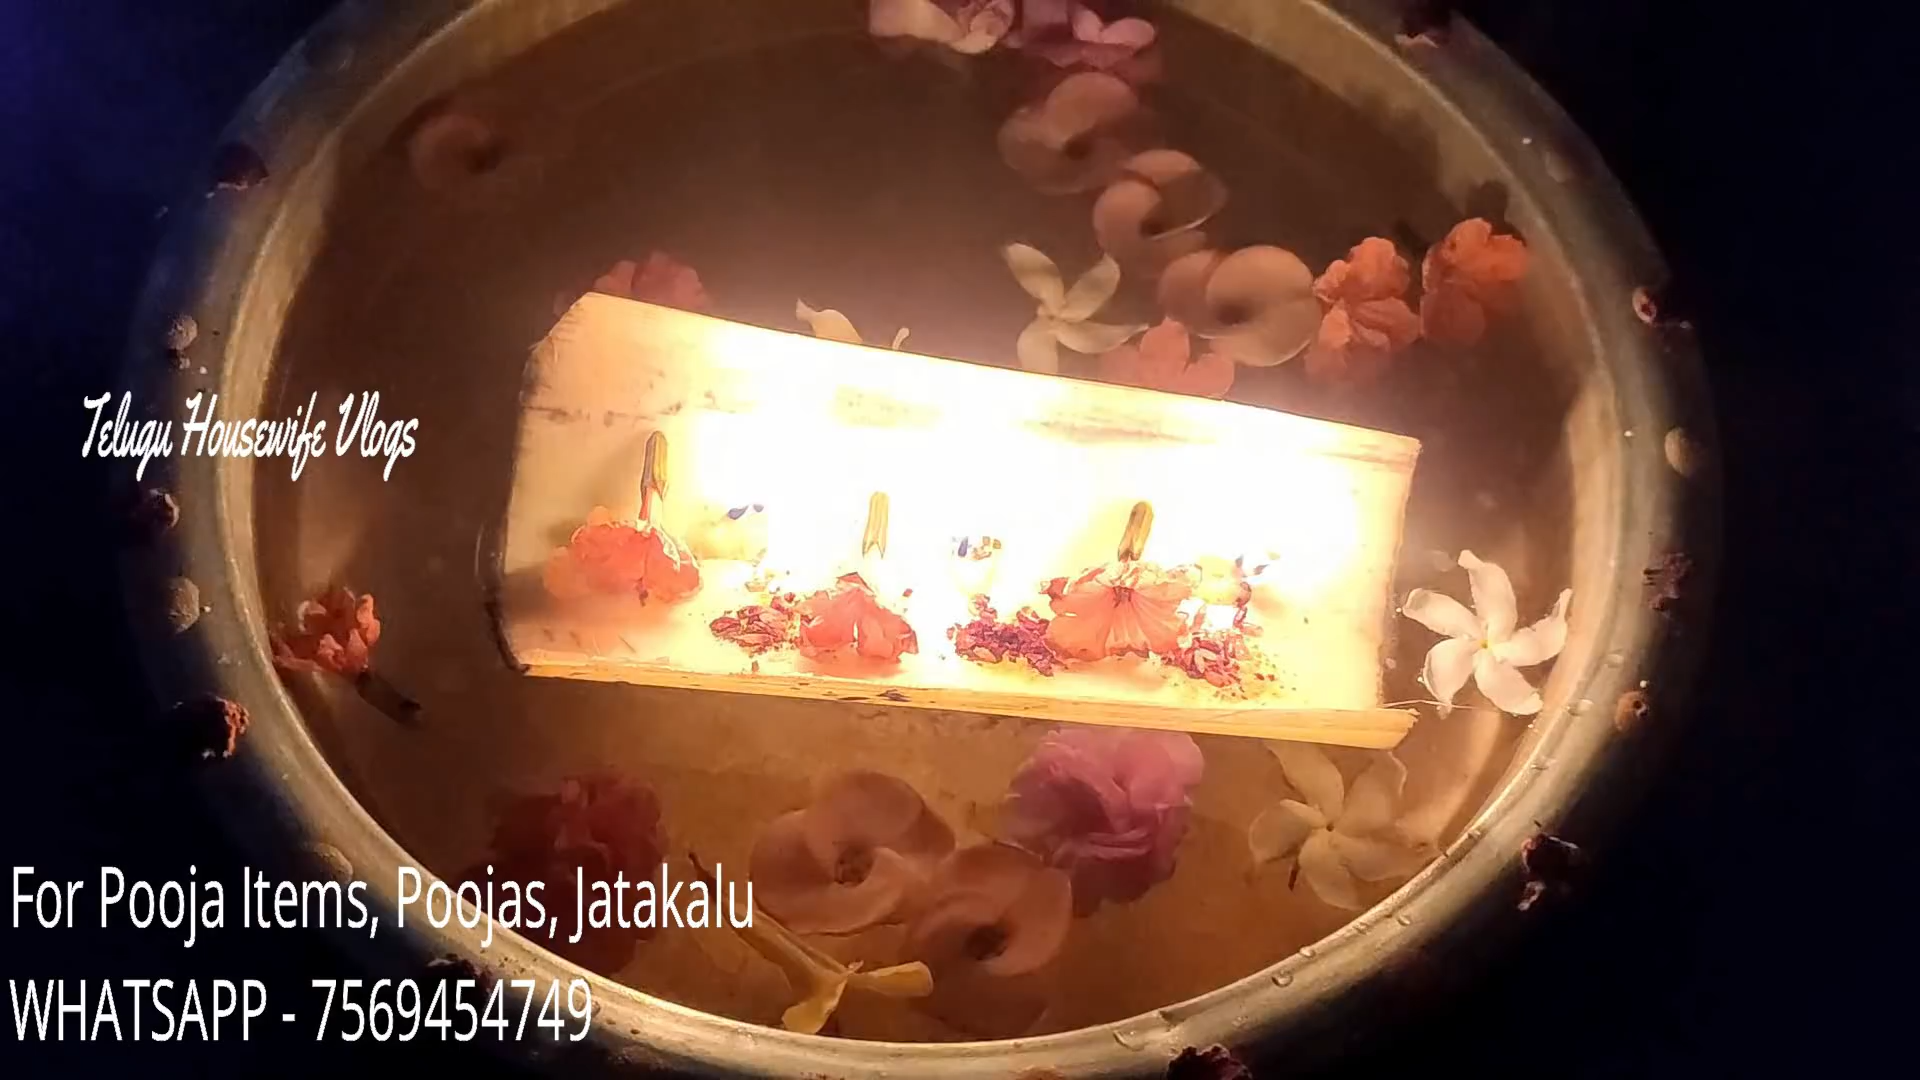 Telugu Housewife Vlogs
For Pooja Items, Poojas, Jatakalu
WHATSAPP - 7569454749